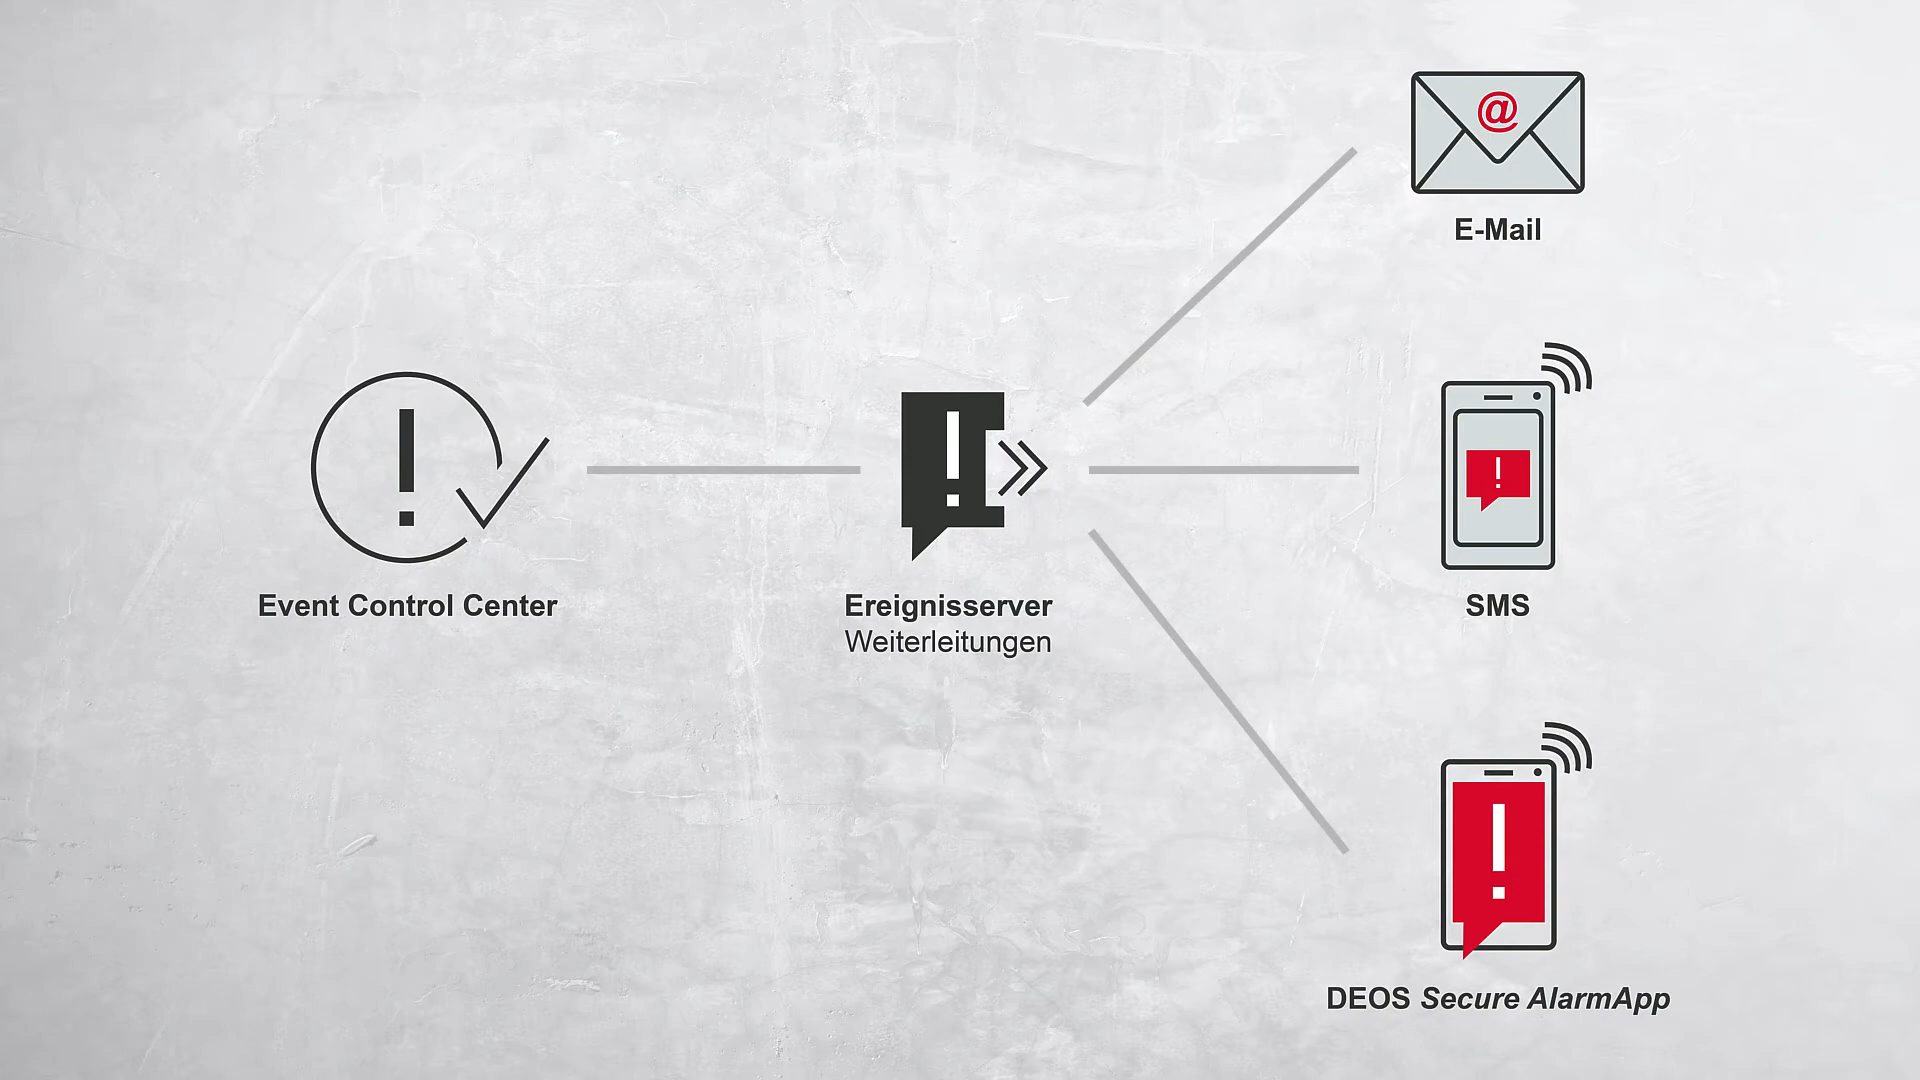 @
E-Mail
Event Control Center
Ereignisserver
Weiterleitungen
SMS
DEOS Secure AlarmApp